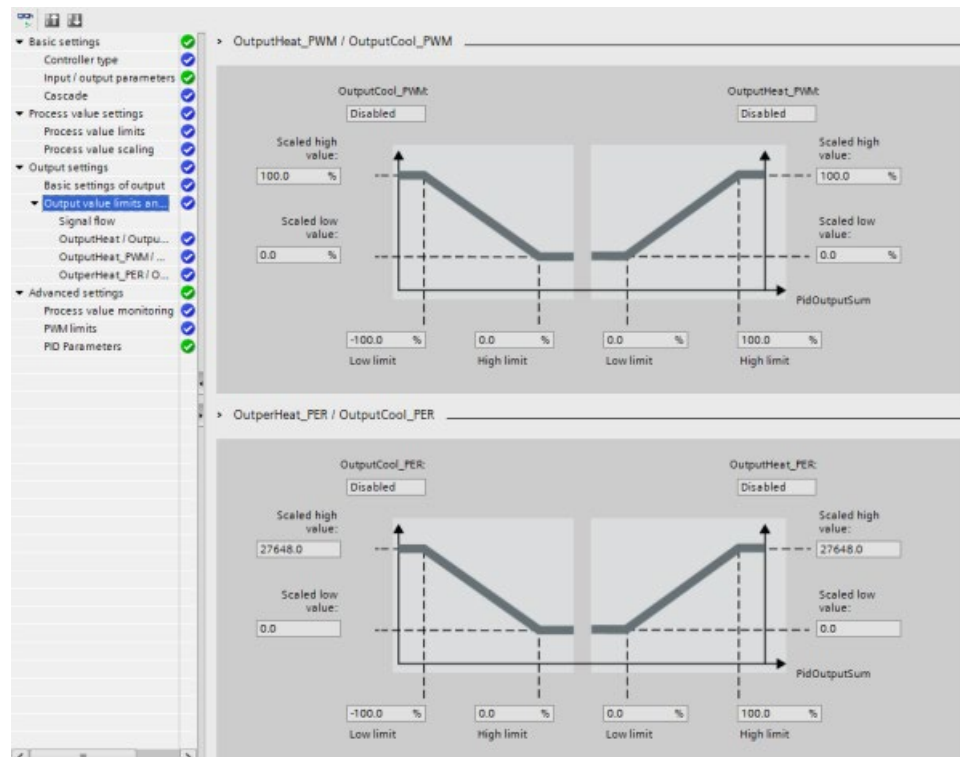 Basic settings
Controller type
Input / output parameters
Cascade
Process value settings
Process value limits
Process value scaling
Output settings
Basic settings of output
Output value limits an...
Signal flow
OutputHeat / Outpu...
OutputHeat_PWM / ...
OutperHeat_PER / O...
Advanced settings
Process value monitoring
PWM limits
PID Parameters
OutputHeat_PWM / OutputCool_PWM
OutputCool_PWM:
Disabled
OutputHeat_PWM:
Disabled
Scaled high
value:
100.0 %
Scaled high
value:
100.0 %
Scaled low
value:
0.0 %
Scaled low
value:
0.0 %
PidOutputSum
-100.0 %
0.0 %
0.0 %
100.0 %
Low limit
High limit
Low limit
High limit
OutperHeat_PER / OutputCool_PER
OutputCool_PER:
Disabled
OutputHeat_PER:
Disabled
Scaled high
value:
27648.0
Scaled high
value:
27648.0
Scaled low
value:
0.0
Scaled low
value:
0.0
PidOutputSum
-100.0 %
0.0 %
0.0 %
100.0 %
Low limit
High limit
Low limit
High limit